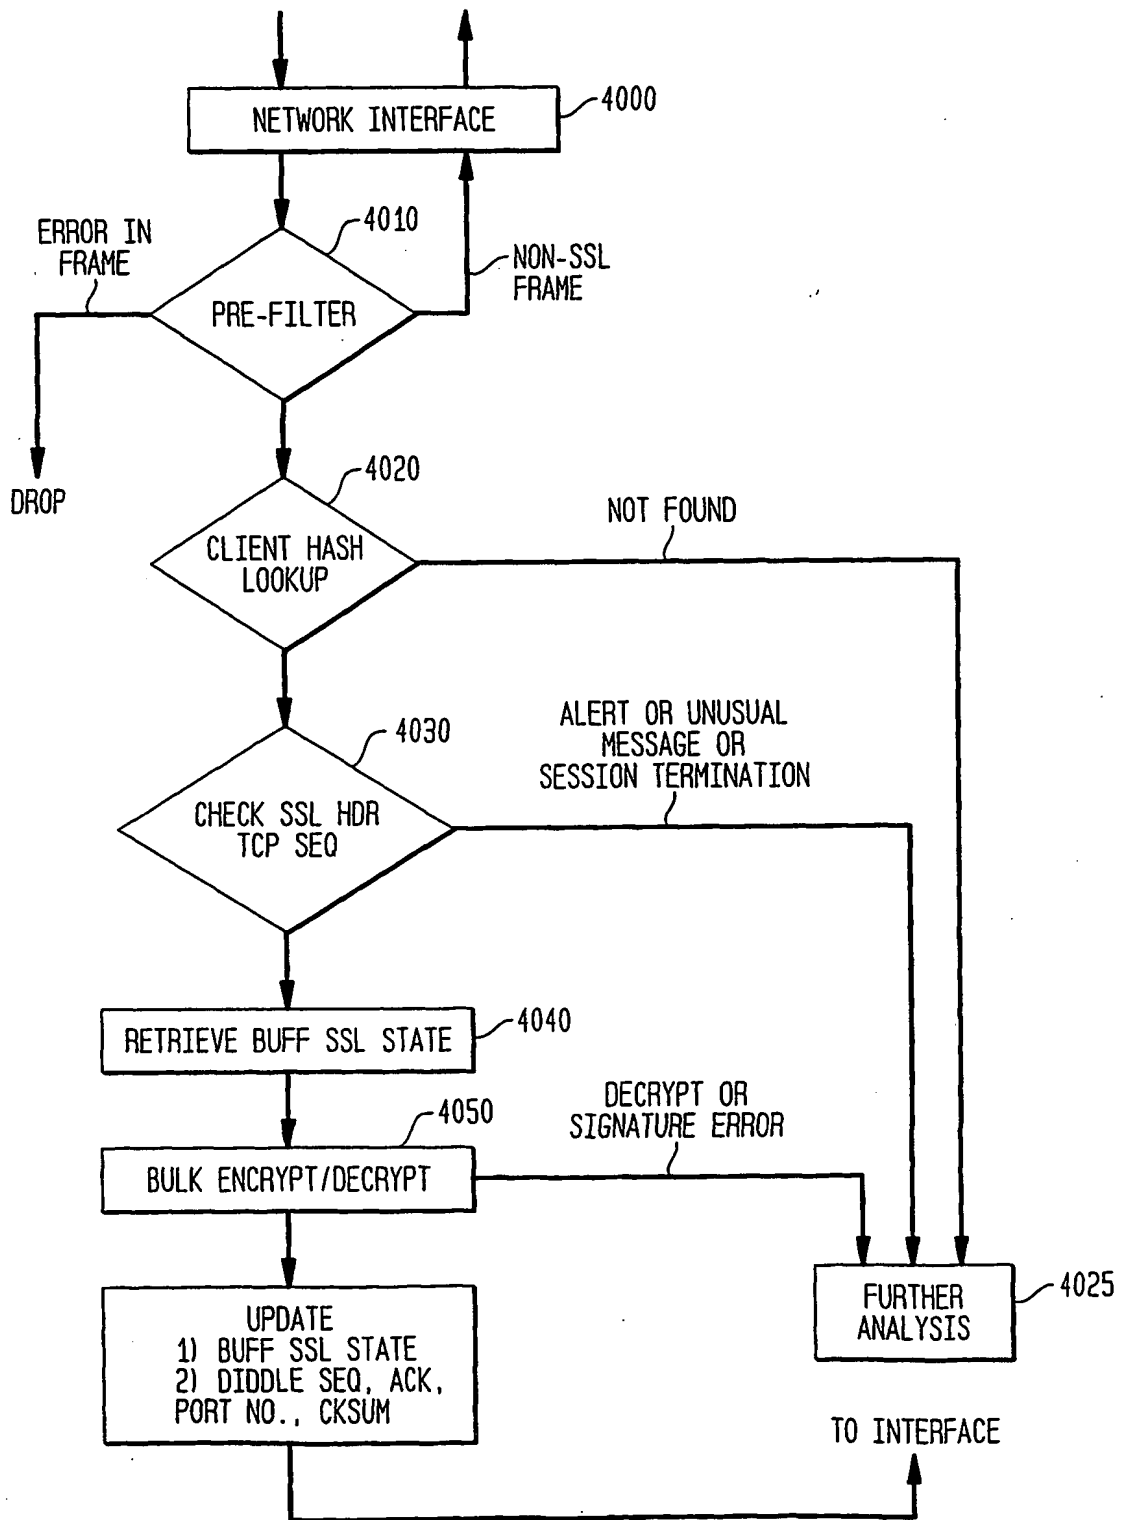 NETWORK INTERFACE
4000
ERROR IN
FRAME
4010
NON-SSL
FRAME
PRE-FILTER
DROP
4020
CLIENT HASH
LOOKUP
NOT FOUND
4030
ALERT OR UNUSUAL
MESSAGE OR
SESSION TERMINATION
CHECK SSL HDR
TCP SEQ
RETRIEVE BUFF SSL STATE
4040
4050
DECRYPT OR
SIGNATURE ERROR
BULK ENCRYPT/DECRYPT
UPDATE
1) BUFF SSL STATE
2) DIDDLE SEQ, ACK,
PORT NO., CKSUM
FURTHER
ANALYSIS
4025
TO INTERFACE